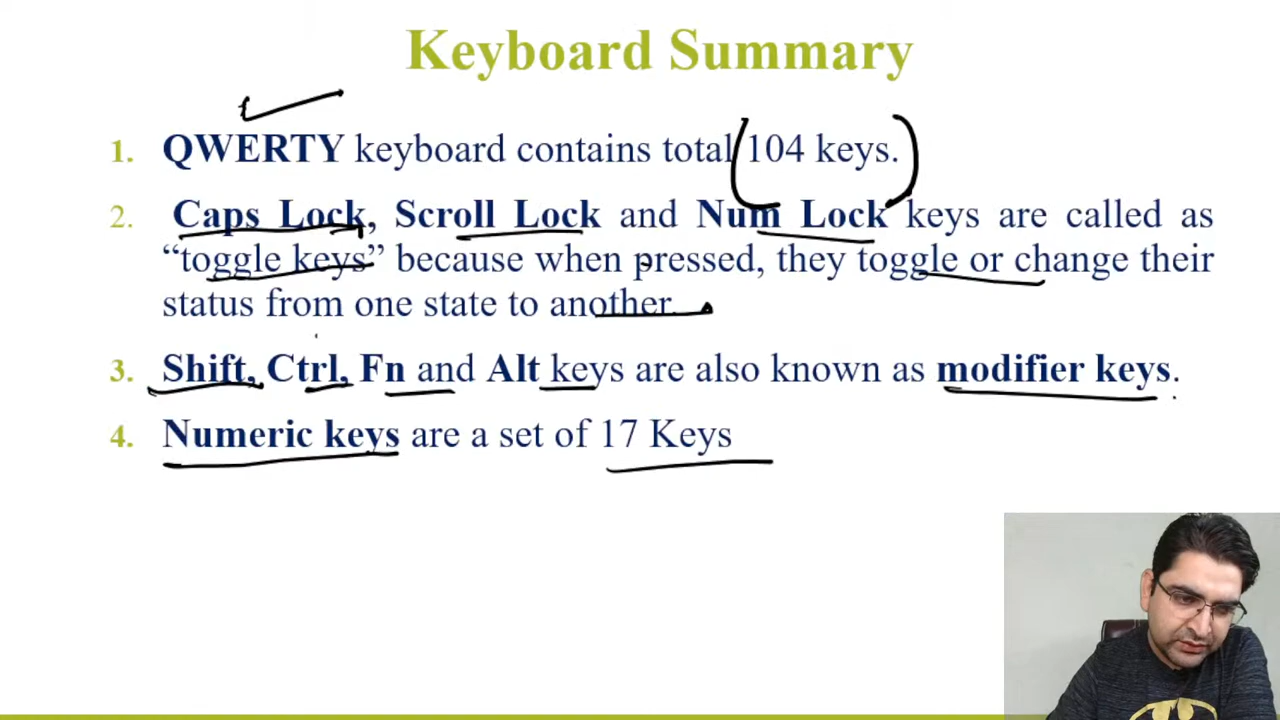 Keyboard Summary
1. QWERTY keyboard contains total 104 keys.
2. Caps Lock, Scroll Lock and Num Lock keys are called as
“toggle keys” because when pressed, they toggle or change their
status from one state to another.
3. Shift, Ctrl, Fn and Alt keys are also known as modifier keys.
4. Numeric keys are a set of 17 Keys